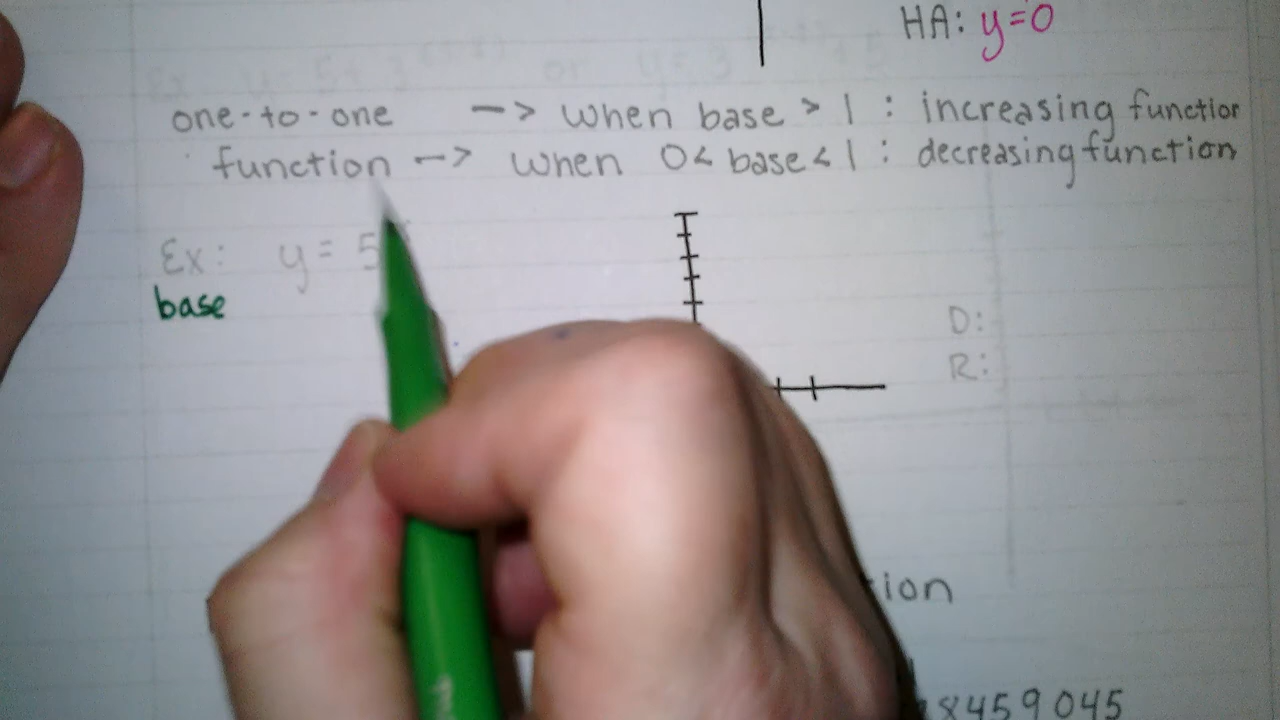 HA: y=0
one-to-one -> when base > 1 : increasing function
function -> when 0< base < 1 : decreasing function
Ex: y = 5
base
D:
R:
8459045